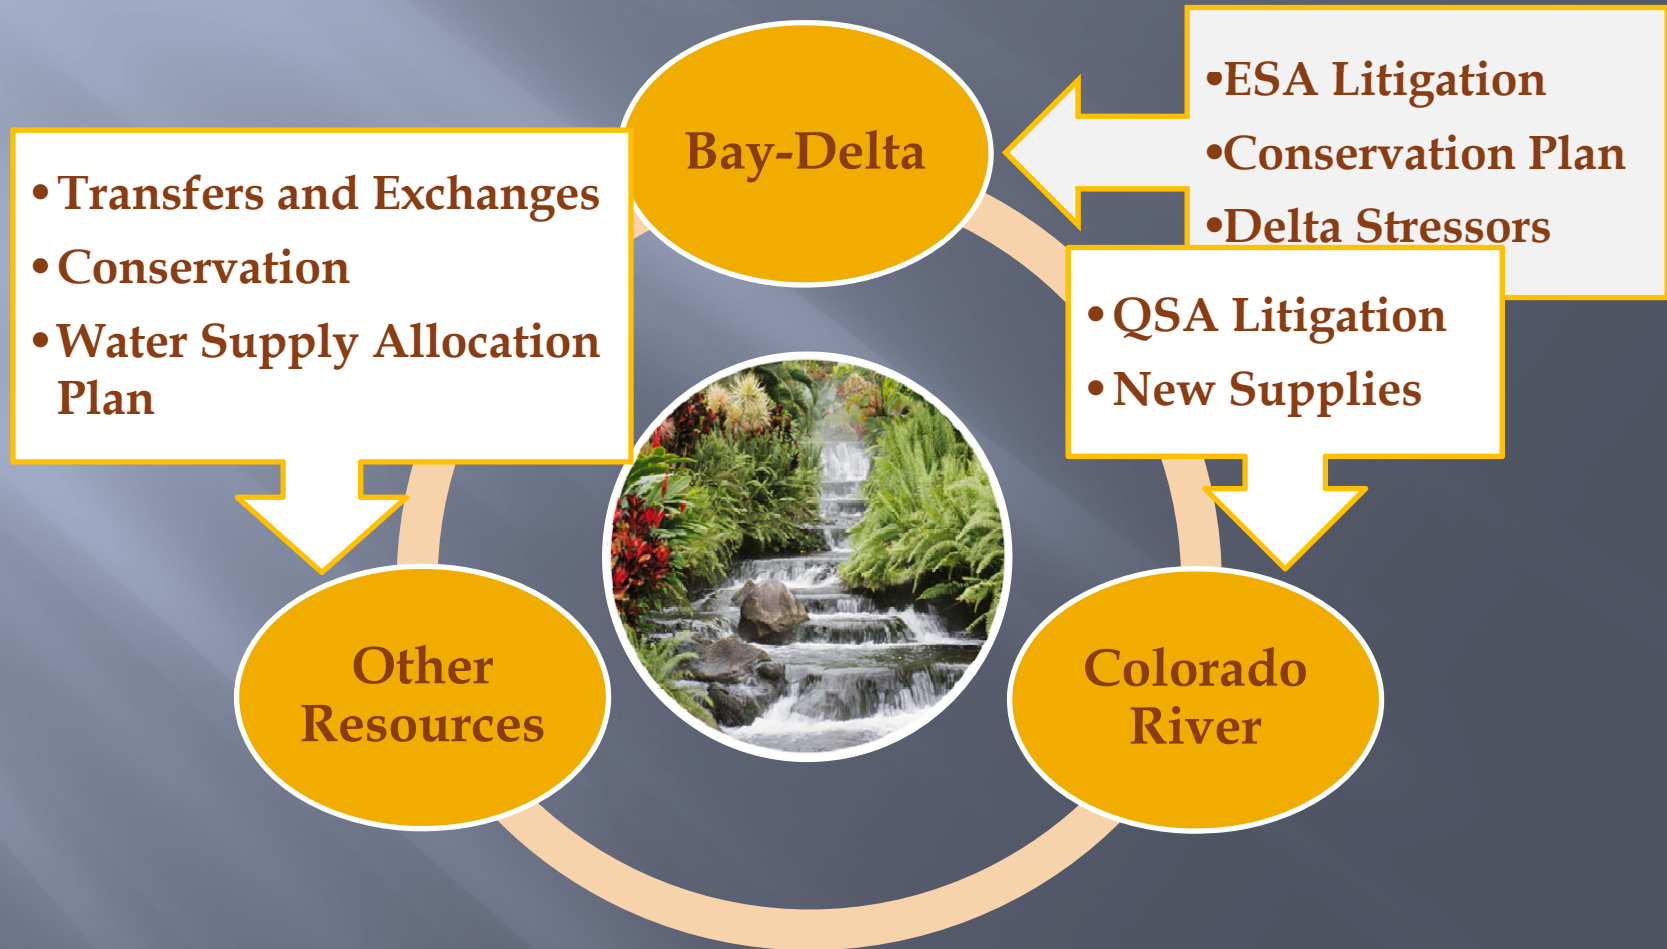 Bay-Delta
•ESA Litigation
•Conservation Plan
•Delta Stressors
•Transfers and Exchanges
•Conservation
•Water Supply Allocation
Plan
•QSA Litigation
•New Supplies
Other
Resources
Colorado
River